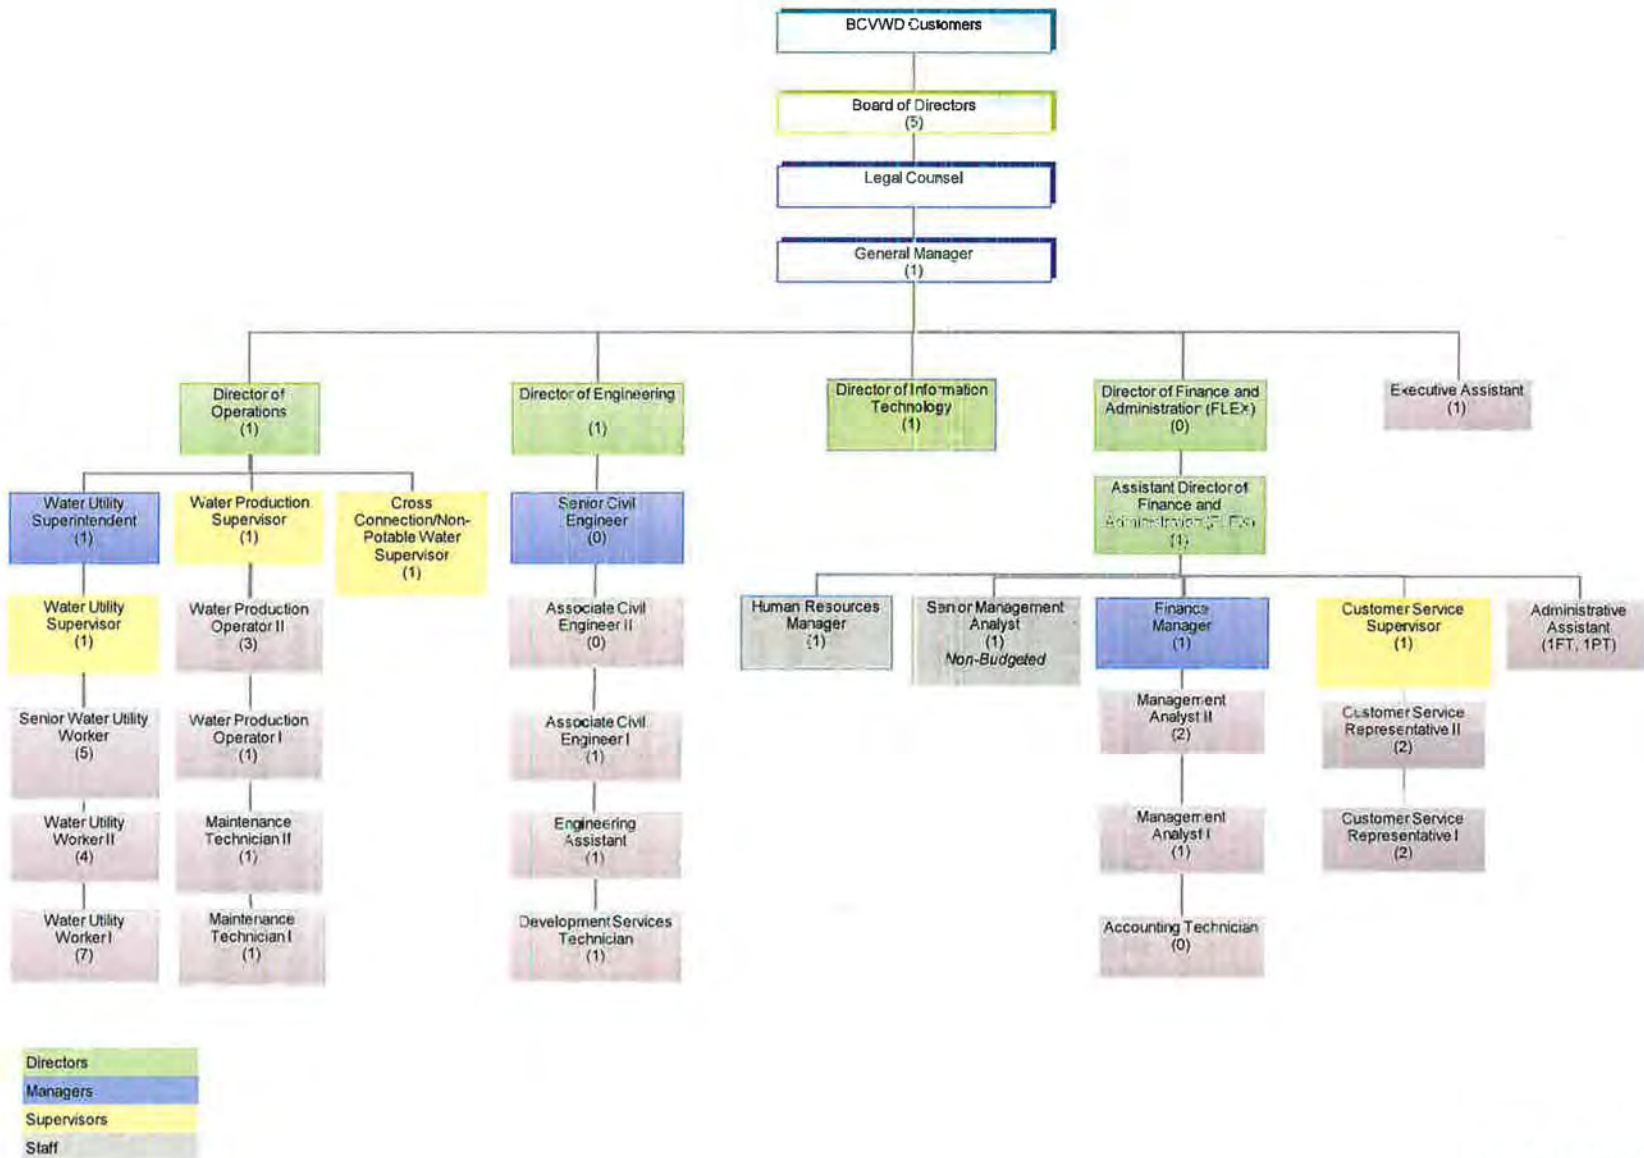 BCVWD Customers
Board of Directors
(5)
Legal Counsel
General Manager
(1)
Director of
Operations
(1)
Director of Engineering
(1)
Director of Information
Technology
(1)
Director of Finance and
Administration (FLEX)
(0)
Executive Assistant
(1)
Assistant Director of
Finance and
Administration (FLEX)
(1)
Water Utility
Superintendent
(1)
Water Production
Supervisor
(1)
Cross
Connection/Non-
Potable Water
Supervisor
(1)
Senior Civil
Engineer
(0)
Water Utility
Supervisor
(1)
Water Production
Operator II
(3)
Associate Civil
Engineer II
(0)
Human Resources
Manager
(1)
Senior Management
Analyst
(1)
Non-Budgeted
Finance
Manager
(1)
Customer Service
Supervisor
(1)
Administrative
Assistant
(1FT, 1PT)
Senior Water Utility
Worker
(5)
Water Production
Operator I
(1)
Associate Civil
Engineer I
(1)
Management
Analyst II
(2)
Customer Service
Representative II
(2)
Water Utility
Worker II
(4)
Maintenance
Technician II
(1)
Engineering
Assistant
(1)
Management
Analyst I
(1)
Customer Service
Representative I
(2)
Water Utility
Worker I
(7)
Maintenance
Technician I
(1)
Development Services
Technician
(1)
Accounting Technician
(0)
Directors
Managers
Supervisors
Staff